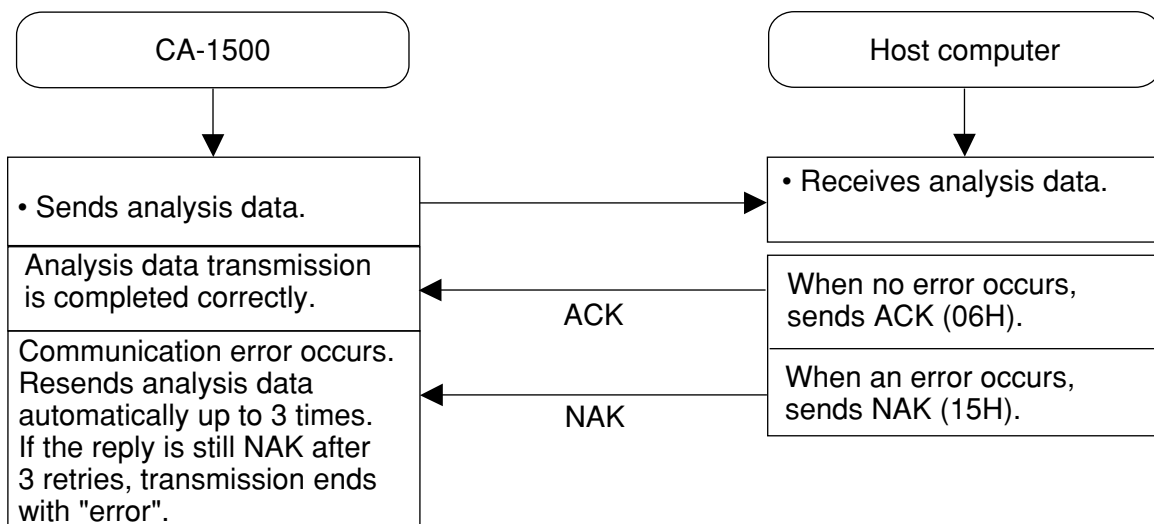 CA-1500
Host computer
• Sends analysis data.
• Receives analysis data.
Analysis data transmission
is completed correctly.
ACK
When no error occurs,
sends ACK (06H).
Communication error occurs.
Resends analysis data
automatically up to 3 times.
If the reply is still NAK after
3 retries, transmission ends
with "error".
NAK
When an error occurs,
sends NAK (15H).